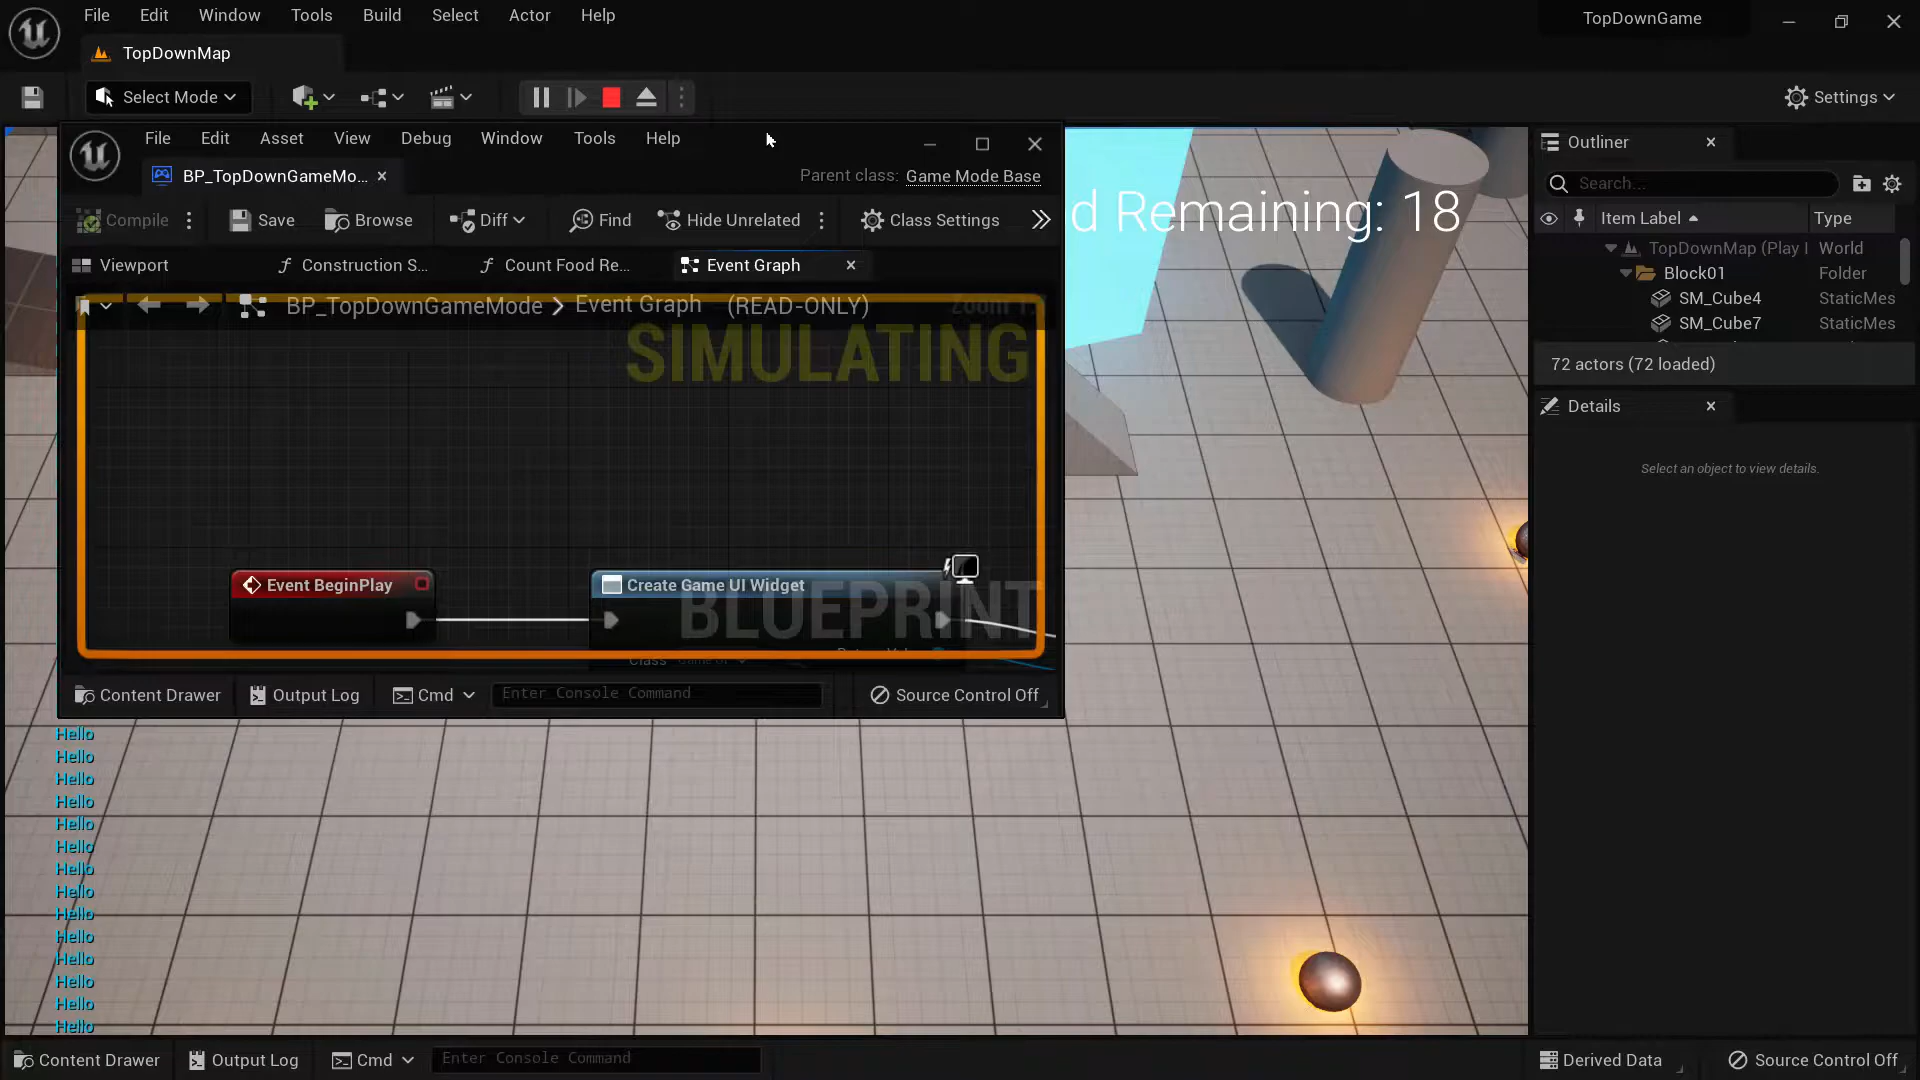 File Edit Window Tools Build Select Actor Help
TopDownGame
TopDownMap
Select Mode
Settings
File Edit Asset View Debug Window Tools Help
BP_TopDownGameMo...
Parent class: Game Mode Base
Compile Save Browse Diff Find Hide Unrelated Class Settings
Viewport Construction S... Count Food Re... Event Graph
BP_TopDownGameMode > Event Graph (READ-ONLY)
SIMULATING
Event BeginPlay
Create Game UI Widget
BLUEPRINT
Content Drawer Output Log Cmd Enter Console Command Source Control Off
d Remaining: 18
Outliner
Search...
Item Label Type
TopDownMap (Play I World
Block01 Folder
SM_Cube4 StaticMes
SM_Cube7 StaticMes
72 actors (72 loaded)
Details
Select an object to view details.
Hello
Hello
Hello
Hello
Hello
Hello
Hello
Hello
Hello
Hello
Hello
Hello
Hello
Hello
Content Drawer Output Log Cmd Enter Console Command Derived Data Source Control Off